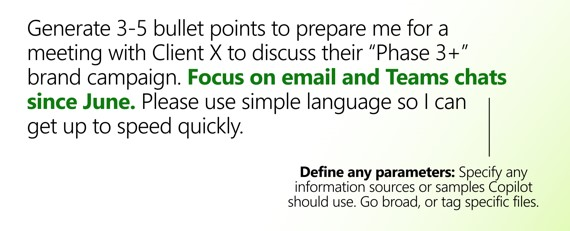 Generate 3-5 bullet points to prepare me for a
meeting with Client X to discuss their “Phase 3+”
brand campaign. Focus on email and Teams chats
since June. Please use simple language so I can
get up to speed quickly.
Define any parameters: Specify any
information sources or samples Copilot
should use. Go broad, or tag specific files.